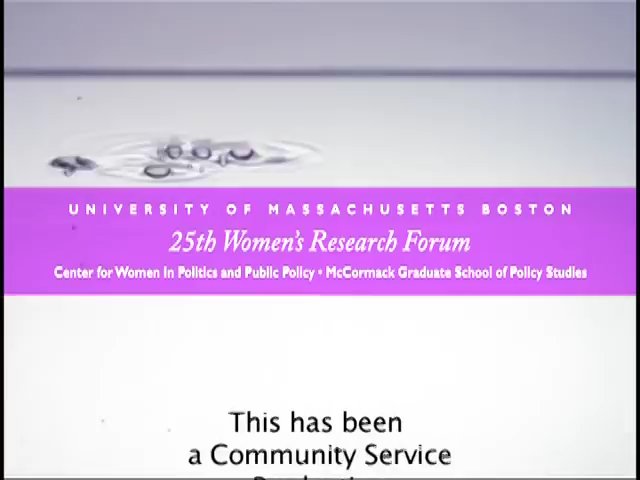 UNIVERSITY OF MASSACHUSETTS BOSTON
25th Women's Research Forum
Center for Women in Politics and Public Policy • McCormack Graduate School of Policy Studies
This has been
a Community Service